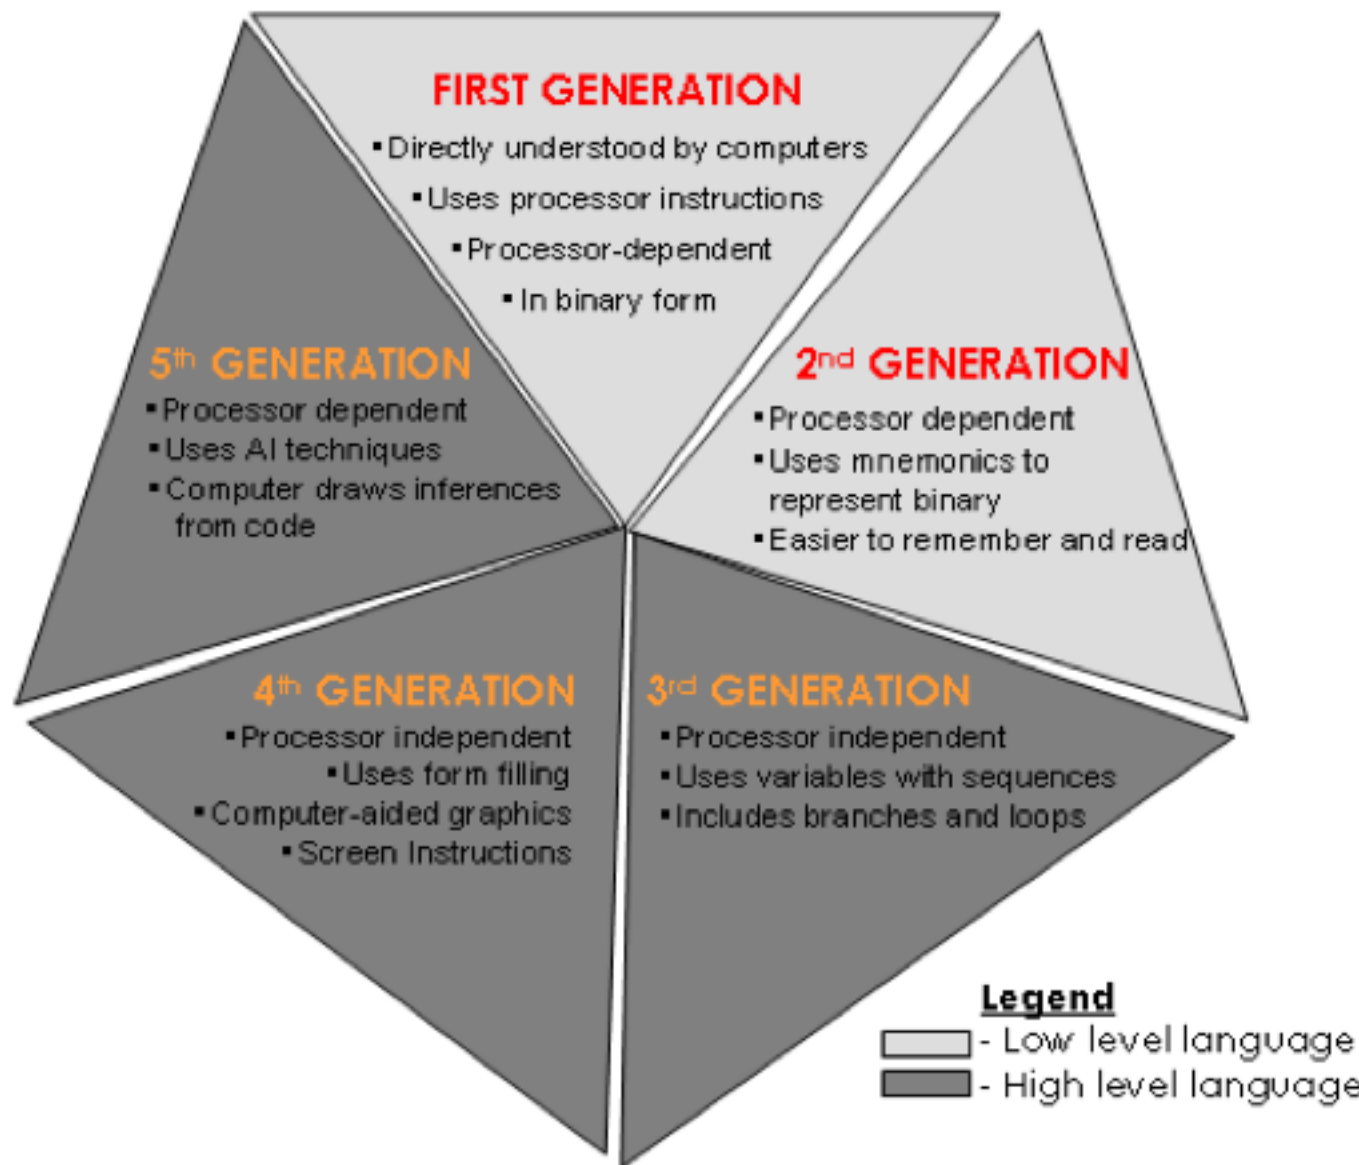 FIRST GENERATION
▪Directly understood by computers
▪Uses processor instructions
▪Processor-dependent
▪In binary form
2nd GENERATION
▪Processor dependent
▪Uses mnemonics to
represent binary
▪Easier to remember and read
3rd GENERATION
▪Processor independent
▪Uses variables with sequences
▪Includes branches and loops
4th GENERATION
▪Processor independent
▪Uses form filling
▪Computer-aided graphics
▪Screen Instructions
5th GENERATION
▪Processor dependent
▪Uses AI techniques
▪Computer draws inferences
from code
Legend
- Low level language
- High level language